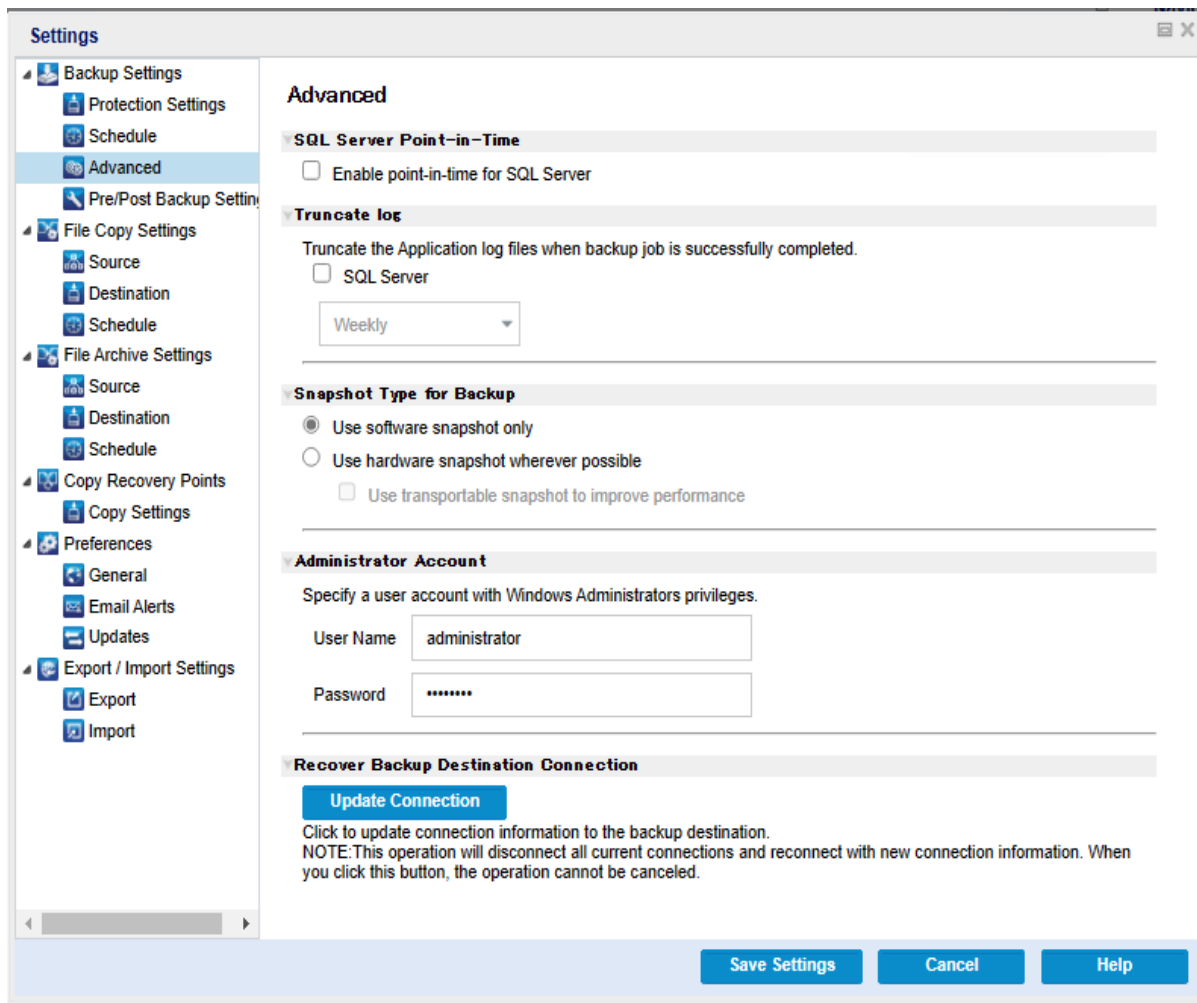 Settings
Backup Settings
Protection Settings
Schedule
Advanced
Pre/Post Backup
File Copy Settings
Source
Destination
Schedule
File Archive Settings
Source
Destination
Schedule
Copy Recovery Points
Copy Settings
Preferences
General
Email Alerts
Updates
Export / Import Settings
Export
Import
Advanced
SQL Server Point-in-Time
Enable point-in-time for SQL Server
Truncate log
Truncate the Application log files when backup job is successfully completed.
SQL Server
Weekly
Snapshot Type for Backup
Use software snapshot only
Use hardware snapshot wherever possible
Use transportable snapshot to improve performance
Administrator Account
Specify a user account with Windows Administrators privileges.
User Name administrator
Password ••••••••
Recover Backup Destination Connection
Update Connection
Click to update connection information to the backup destination.
NOTE:This operation will disconnect all current connections and reconnect with new connection information. When
you click this button, the operation cannot be canceled.
Save Settings Cancel Help